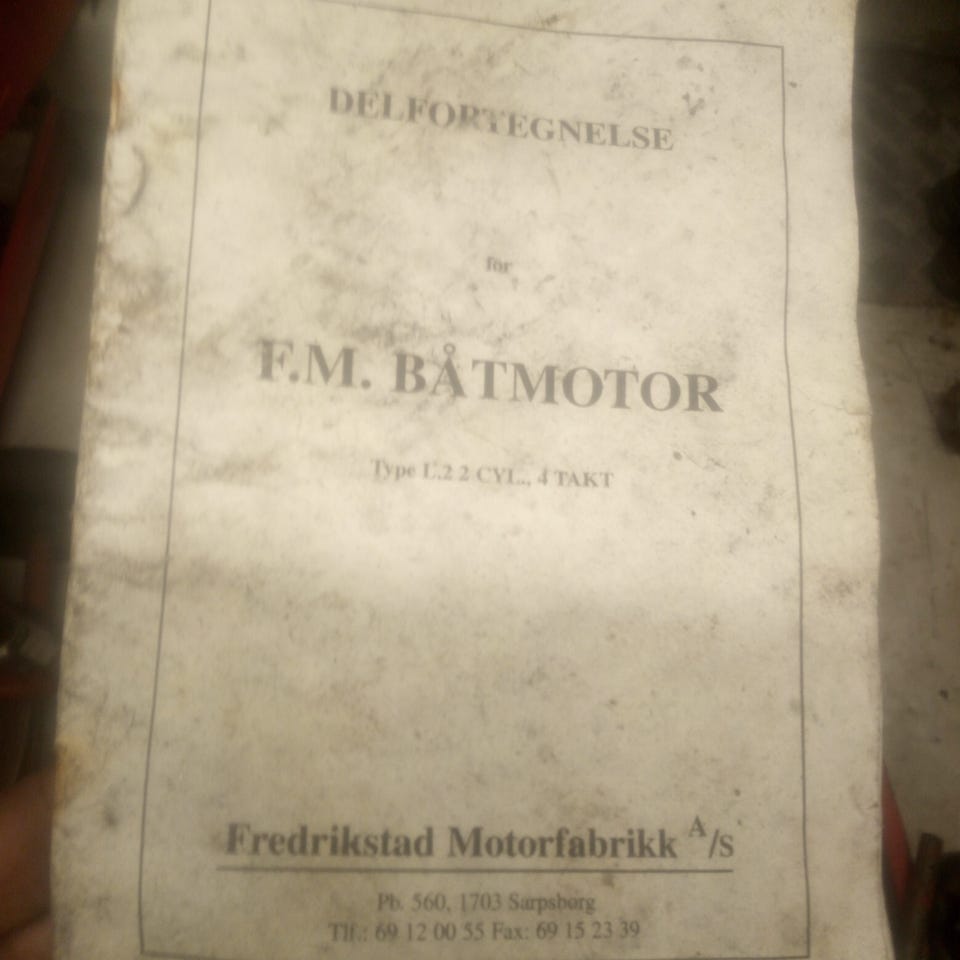 DELFORTEGNELSE
for
F.M. BÅTMOTOR
Type L.2 2 CYL., 4 TAKT
Fredrikstad Motorfabrikk A/S
Pb. 560, 1703 Sarpsborg
Tlf.: 69 12 00 55 Fax: 69 15 23 39